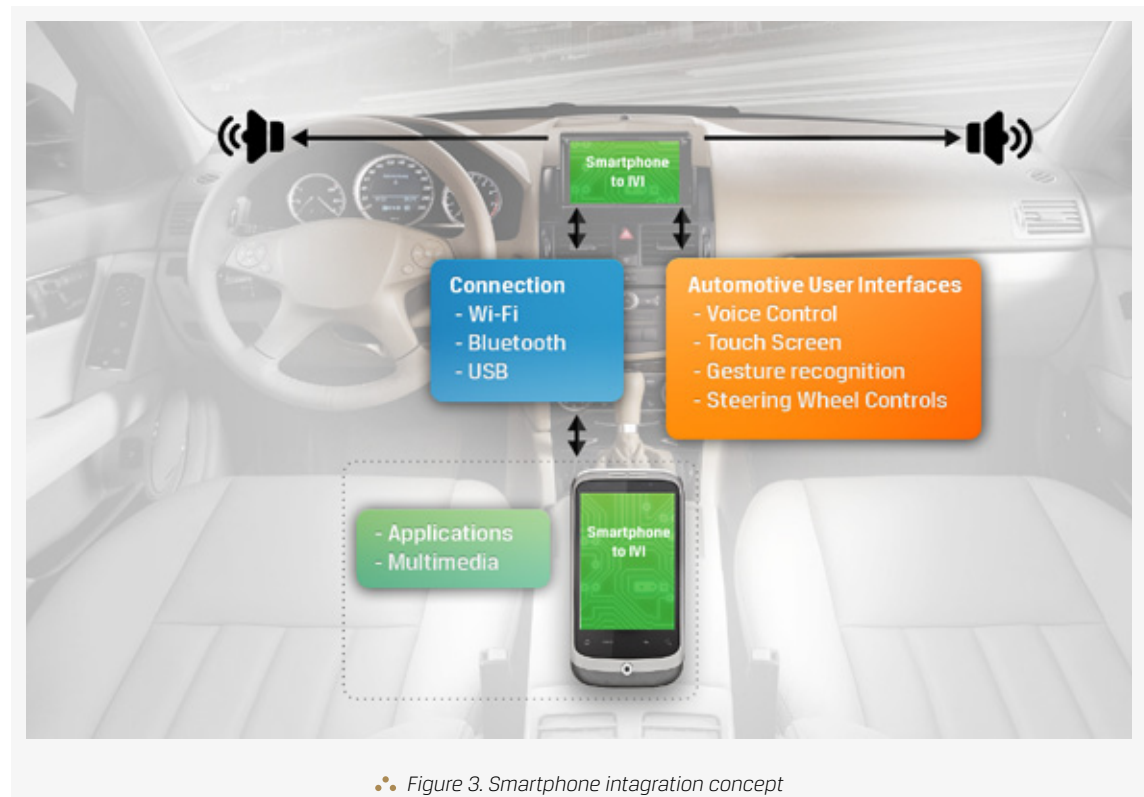 Smartphone
to IVI
Connection
- Wi-Fi
- Bluetooth
- USB
Automotive User Interfaces
- Voice Control
- Touch Screen
- Gesture recognition
- Steering Wheel Controls
- Applications
- Multimedia
Smartphone
to IVI
Figure 3. Smartphone intagration concept